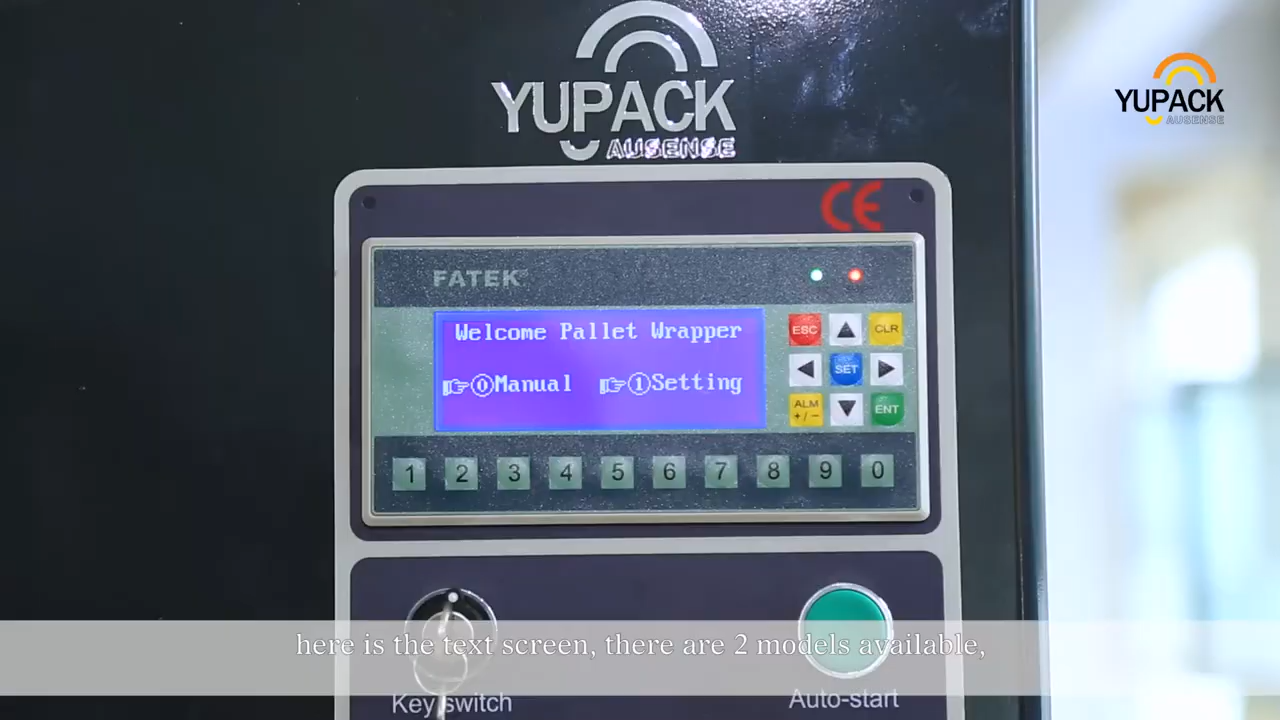 YUPACK
AUSENSE
YUPACK
AUSENSE
CE
FATEK
Welcome Pallet Wrapper
0Manual 1Setting
ESC
CLR
SET
ALM
+/-
ENT
1 2 3 4 5 6 7 8 9 0
here is the text screen, there are 2 models available,
Key switch
Auto-start